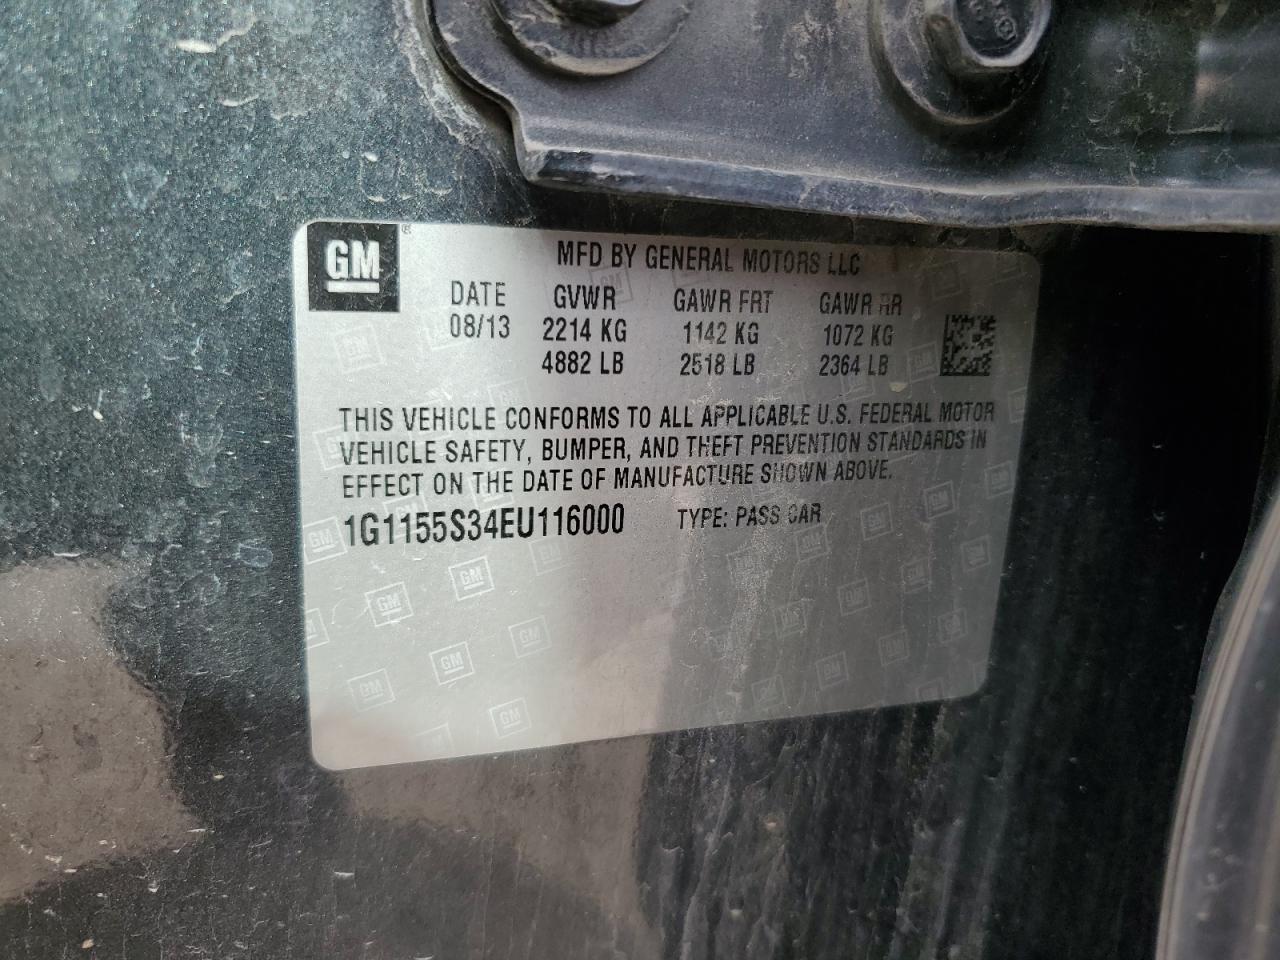 GM ®
MFD BY GENERAL MOTORS LLC
DATE GVWR GAWR FRT GAWR RR
08/13 2214 KG 1142 KG 1072 KG
4882 LB 2518 LB 2364 LB
THIS VEHICLE CONFORMS TO ALL APPLICABLE U.S. FEDERAL MOTOR
VEHICLE SAFETY, BUMPER, AND THEFT PREVENTION STANDARDS IN
EFFECT ON THE DATE OF MANUFACTURE SHOWN ABOVE.
1G1155S34EU116000 TYPE: PASS CAR